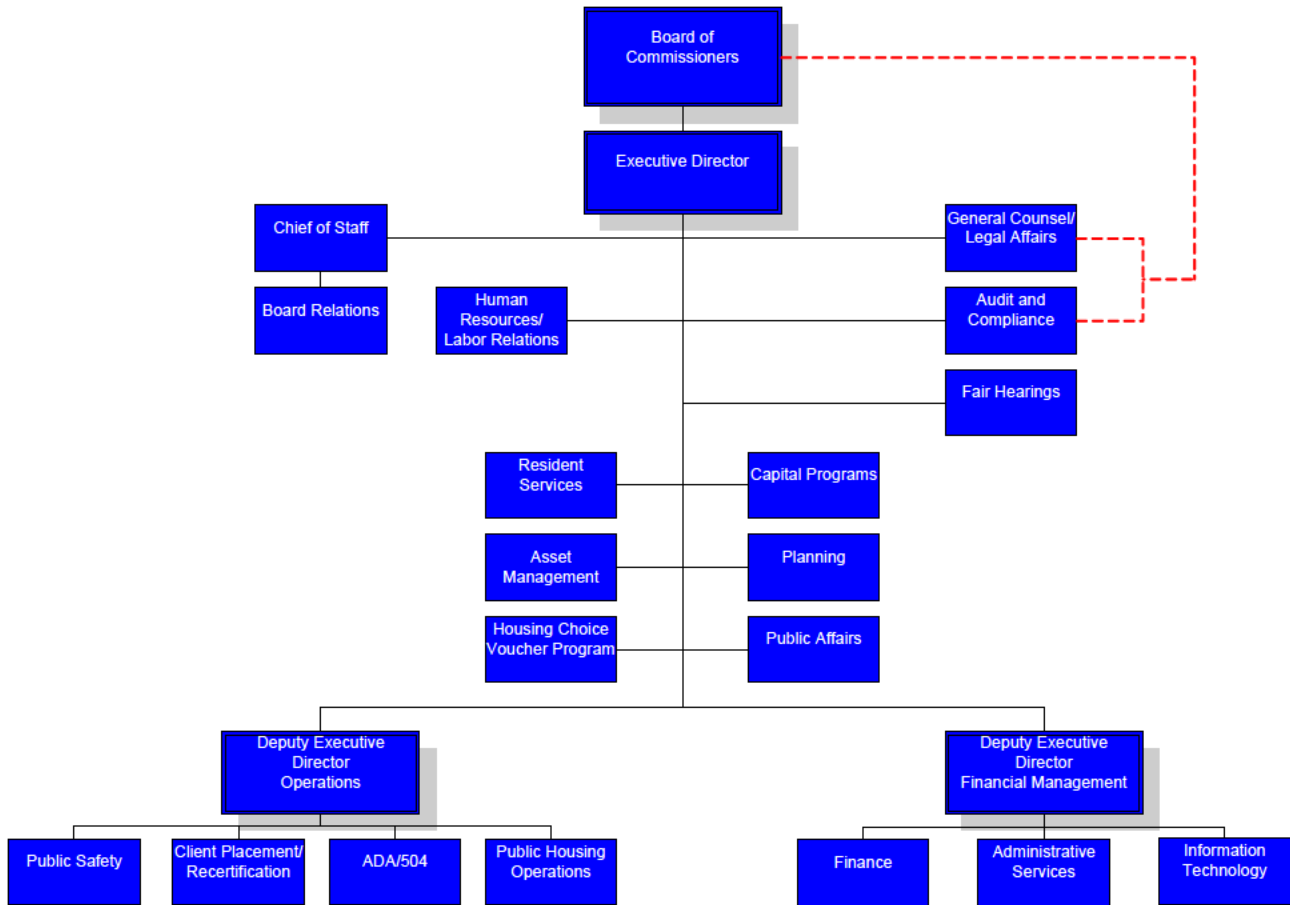 Board of
Commissioners
Executive Director
Chief of Staff
General Counsel/
Legal Affairs
Board Relations
Human
Resources/
Labor Relations
Audit and
Compliance
Fair Hearings
Resident
Services
Capital Programs
Asset
Management
Planning
Housing Choice
Voucher Program
Public Affairs
Deputy Executive
Director
Operations
Deputy Executive
Director
Financial Management
Public Safety
Client Placement/
Recertification
ADA/504
Public Housing
Operations
Finance
Administrative
Services
Information
Technology